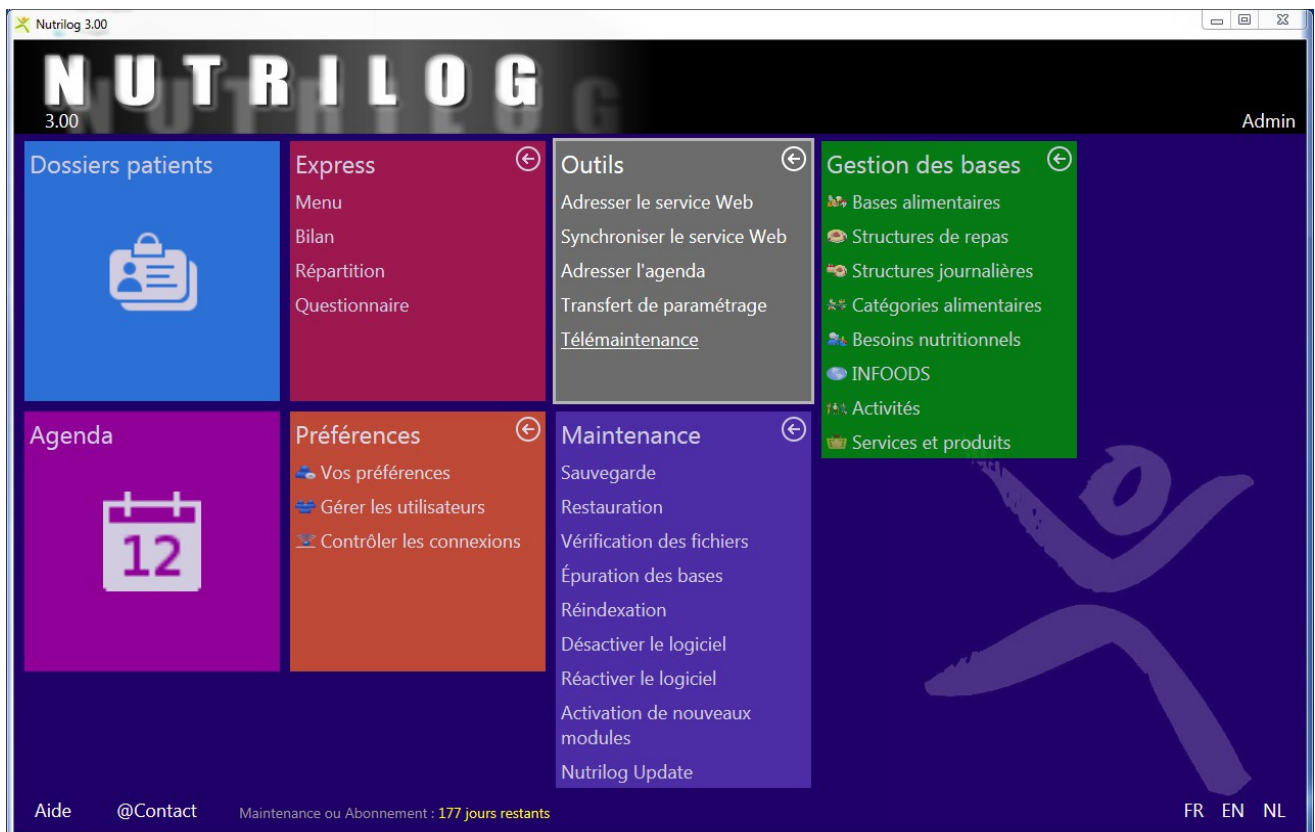 Nutrilog 3.00
NUTRILOG
3.00
Admin
Dossiers patients
Express
Menu
Bilan
Répartition
Questionnaire
Outils
Adresser le service Web
Synchroniser le service Web
Adresser l'agenda
Transfert de paramétrage
Télémaintenance
Gestion des bases
Bases alimentaires
Structures de repas
Structures journalières
Catégories alimentaires
Besoins nutritionnels
INFOODS
Activités
Services et produits
Agenda
12
Préférences
Vos préférences
Gérer les utilisateurs
Contrôler les connexions
Maintenance
Sauvegarde
Restauration
Vérification des fichiers
Épuration des bases
Réindexation
Désactiver le logiciel
Réactiver le logiciel
Activation de nouveaux
modules
Nutrilog Update
Aide @Contact Maintenance ou Abonnement : 177 jours restants
FR EN NL